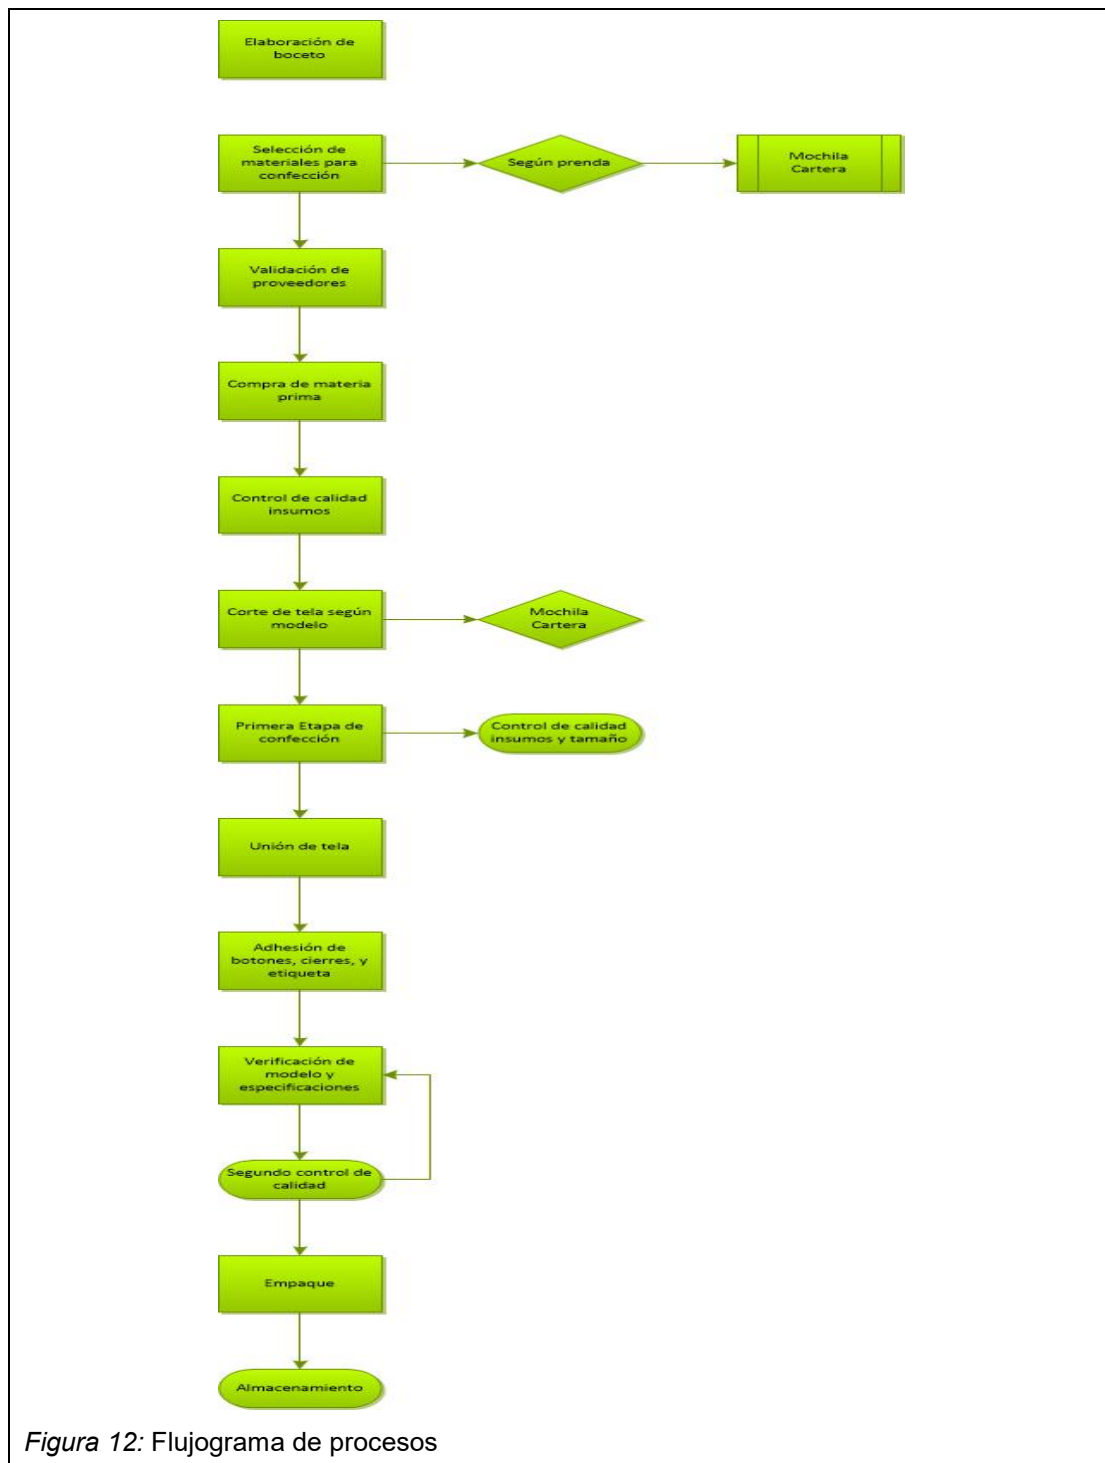 Elaboración de
boceto
Selección de
materiales para
confección
Según prenda
Mochila
Cartera
Validación de
proveedores
Compra de materia
prima
Control de calidad
insumos
Corte de tela según
modelo
Mochila
Cartera
Primera Etapa de
confección
Control de calidad
insumos y tamaño
Unión de tela
Adhesión de
botones, cierres, y
etiqueta
Verificación de
modelo y
especificaciones
Segundo control de
calidad
Empaque
Almacenamiento
Figura 12: Flujograma de procesos